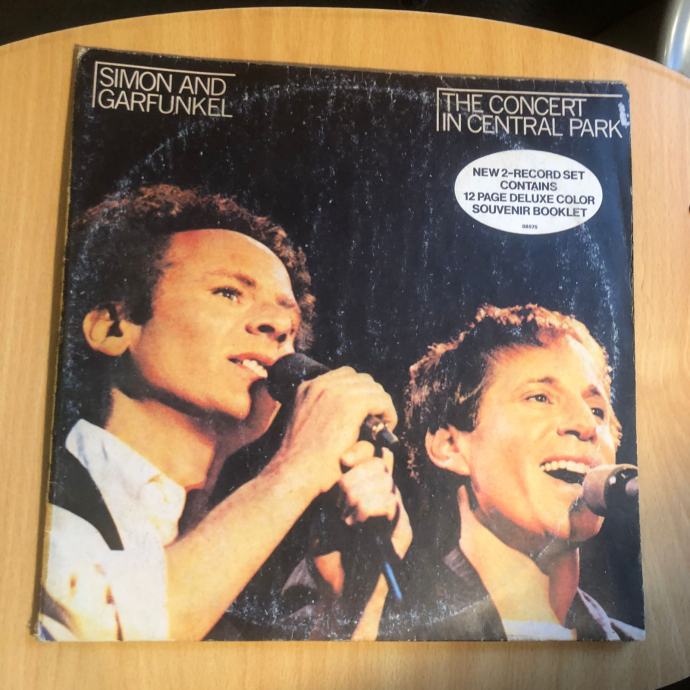 SIMON AND
GARFUNKEL
THE CONCERT
IN CENTRAL PARK
NEW 2-RECORD SET
CONTAINS
12 PAGE DELUXE COLOR
SOUVENIR BOOKLET